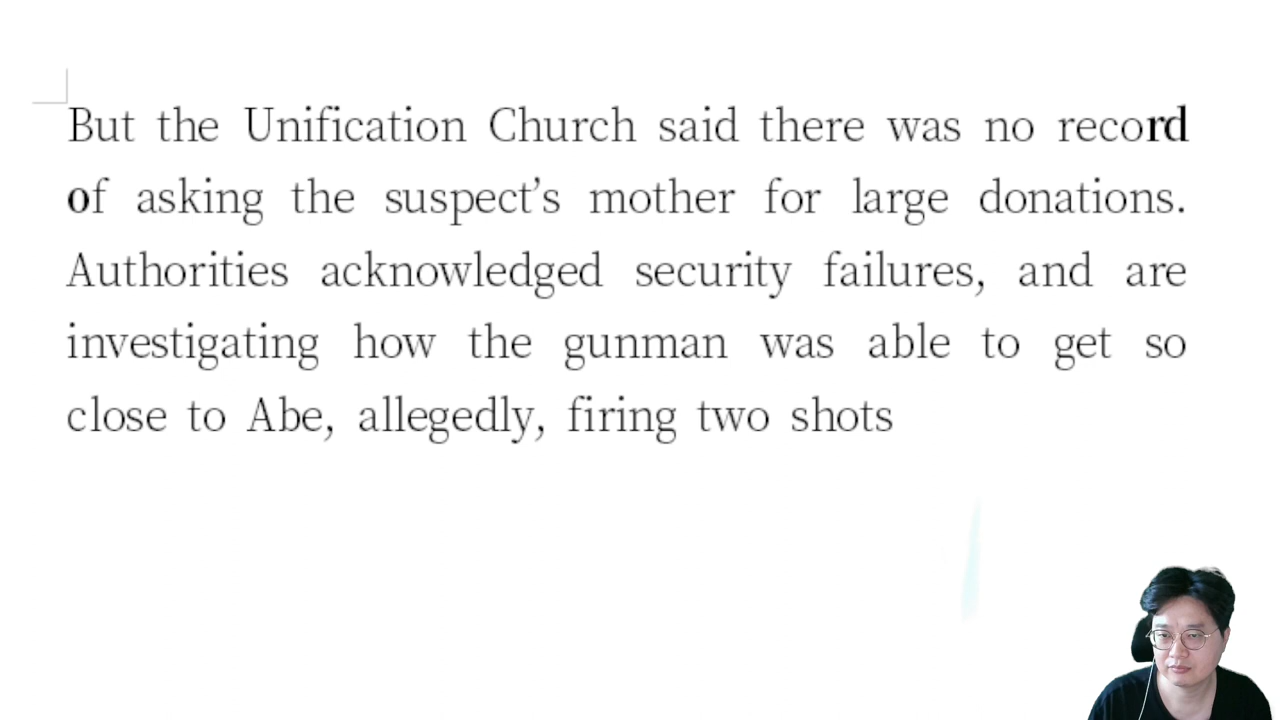 But the Unification Church said there was no record
of asking the suspect’s mother for large donations.
Authorities acknowledged security failures, and are
investigating how the gunman was able to get so
close to Abe, allegedly, firing two shots